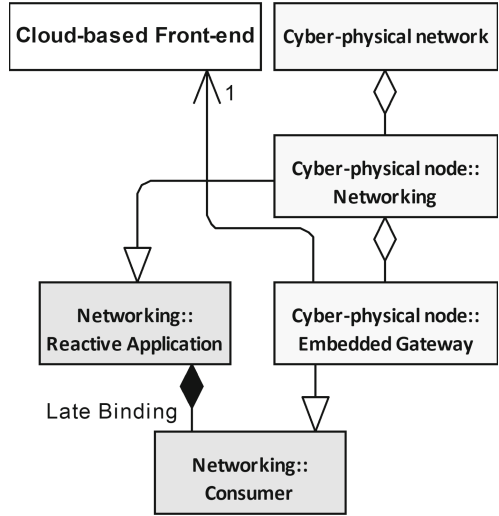 Cloud-based Front-end
Cyber-physical network
1
Cyber-physical node::
Networking
Networking::
Reactive Application
Cyber-physical node::
Embedded Gateway
Late Binding
Networking::
Consumer